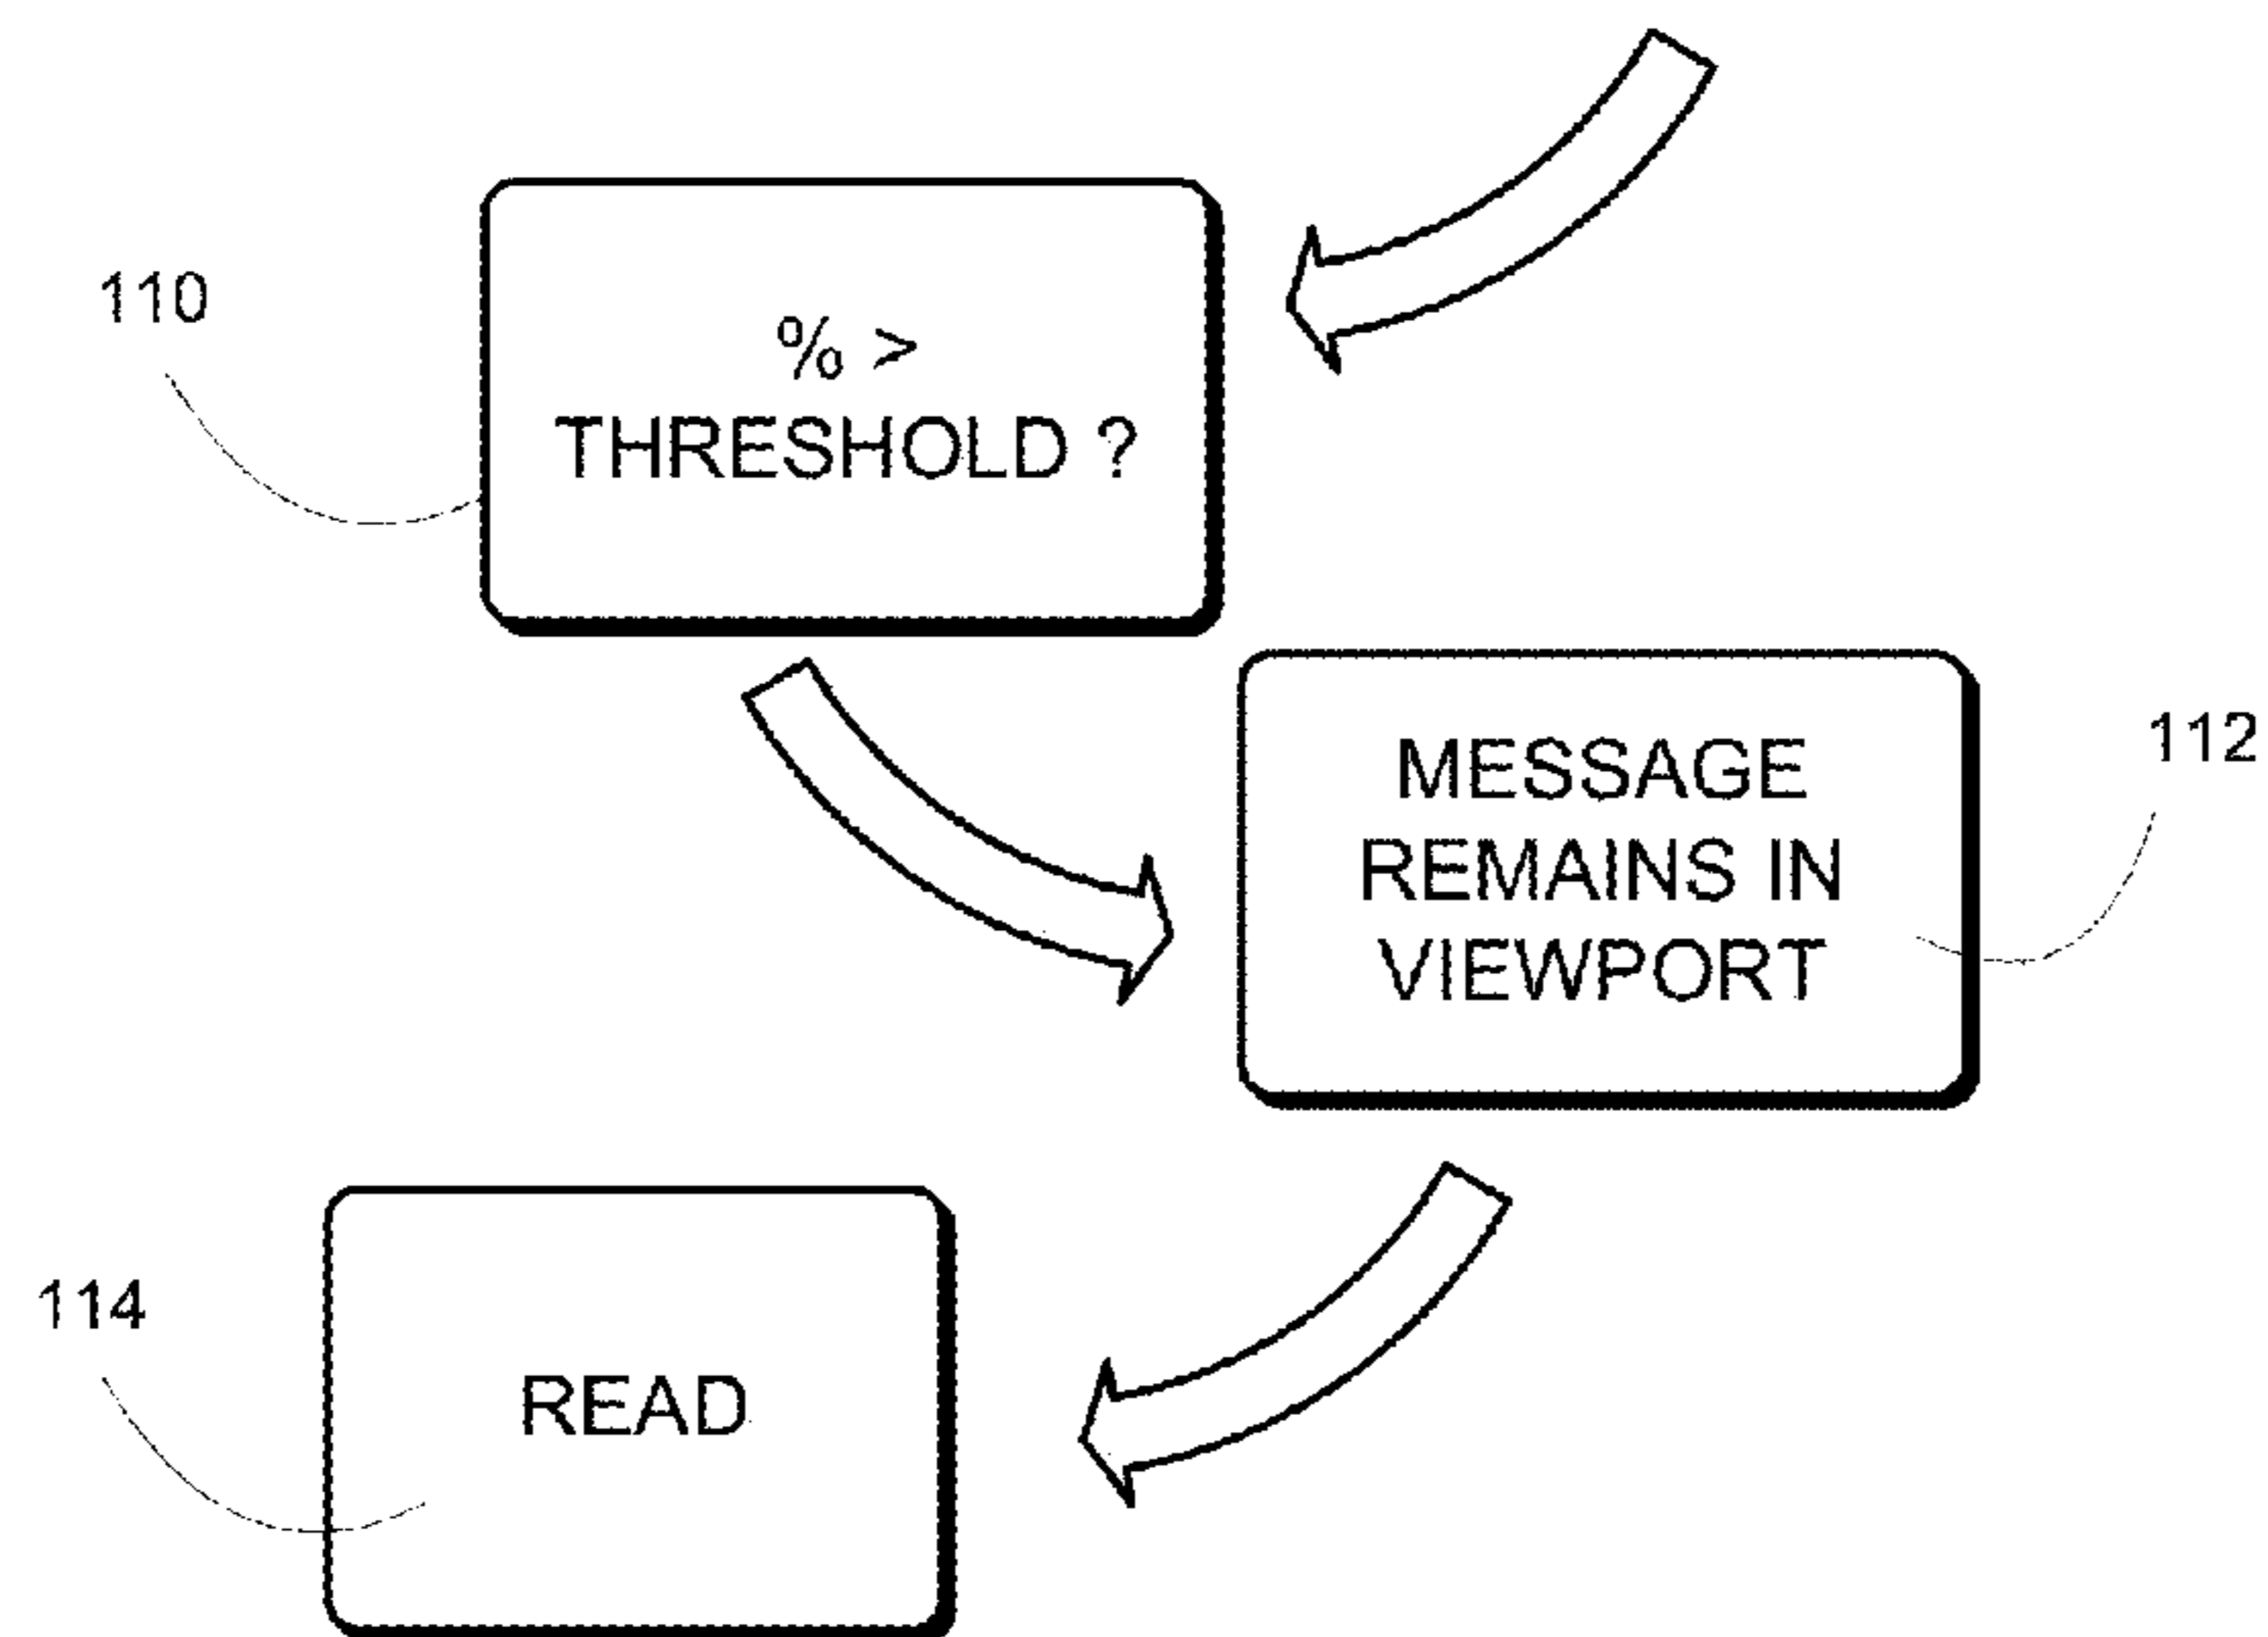 110
% >
THRESHOLD ?
MESSAGE
REMAINS IN
VIEWPORT
112
114
READ